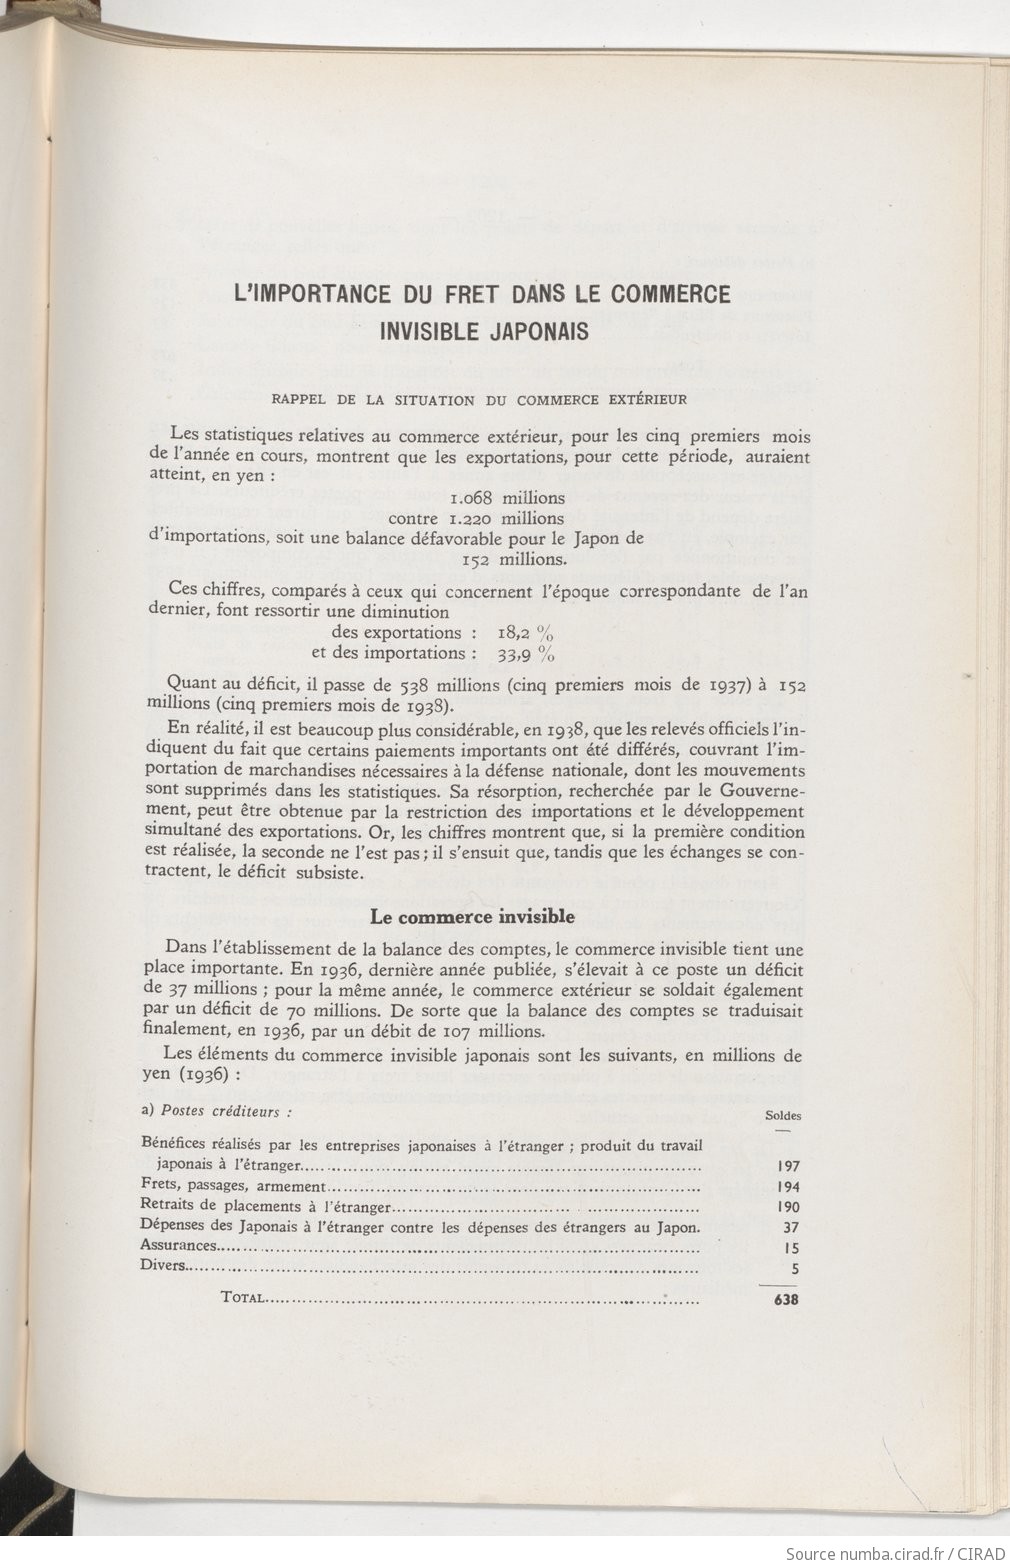 L'IMPORTANCE DU FRET DANS LE COMMERCE
INVISIBLE JAPONAIS
RAPPEL DE LA SITUATION DU COMMERCE EXTÉRIEUR
Les statistiques relatives au commerce extérieur, pour les cinq premiers mois
de l'année en cours, montrent que les exportations, pour cette période, auraient
atteint, en yen :
1.068 millions
contre 1.220 millions
d'importations, soit une balance défavorable pour le Japon de
152 millions.
Ces chiffres, comparés à ceux qui concernent l'époque correspondante de l'an
dernier, font ressortir une diminution
des exportations : 18,2 %
et des importations : 33,9 %
Quant au déficit, il passe de 538 millions (cinq premiers mois de 1937) à 152
millions (cinq premiers mois de 1938).
En réalité, il est beaucoup plus considérable, en 1938, que les relevés officiels l'in-
diquent du fait que certains paiements importants ont été différés, couvrant l'im-
portation de marchandises nécessaires à la défense nationale, dont les mouvements
sont supprimés dans les statistiques. Sa résorption, recherchée par le Gouverne-
ment, peut être obtenue par la restriction des importations et le développement
simultané des exportations. Or, les chiffres montrent que, si la première condition
est réalisée, la seconde ne l'est pas ; il s'ensuit que, tandis que les échanges se con-
tractent, le déficit subsiste.
Le commerce invisible
Dans l'établissement de la balance des comptes, le commerce invisible tient une
place importante. En 1936, dernière année publiée, s'élevait à ce poste un déficit
de 37 millions ; pour la même année, le commerce extérieur se soldait également
par un déficit de 70 millions. De sorte que la balance des comptes se traduisait
finalement, en 1936, par un débit de 107 millions.
Les éléments du commerce invisible japonais sont les suivants, en millions de
yen (1936) :
a) Postes créditeurs : Soldes
Bénéfices réalisés par les entreprises japonaises à l'étranger ; produit du travail
japonais à l'étranger.... 197
Frets, passages, armement.... 194
Retraits de placements à l'étranger.... 190
Dépenses des Japonais à l'étranger contre les dépenses des étrangers au Japon. 37
Assurances.... 15
Divers.... 5
TOTAL.... 638
Source numba.cirad.fr / CIRAD